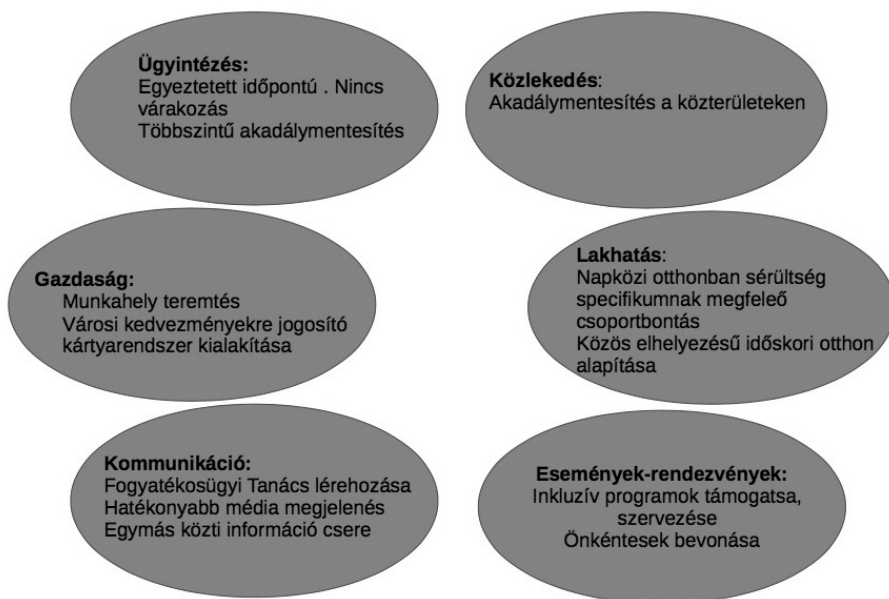 Ügyintézés:
Egyeztetett időpontú . Nincs
várakozás
Többszintű akadálymentesítés
Közlekedés:
Akadálymentesítés a közterületeken
Gazdaság:
Munkahely teremtés
Városi kedvezményekre jogosító
kártyarendszer kialakítása
Lakhatás:
Napközi otthonban sérültség
specifikumnak megfeleő
csoportbontás
Közös elhelyezésű időskori otthon
alapítása
Kommunikáció:
Fogyatékosügyi Tanács lérehozása
Hatékonyabb média megjelenés
Egymás közti információ csere
Események-rendezvények:
Inkluzív programok támogatsa,
szervezése
Önkéntesek bevonása